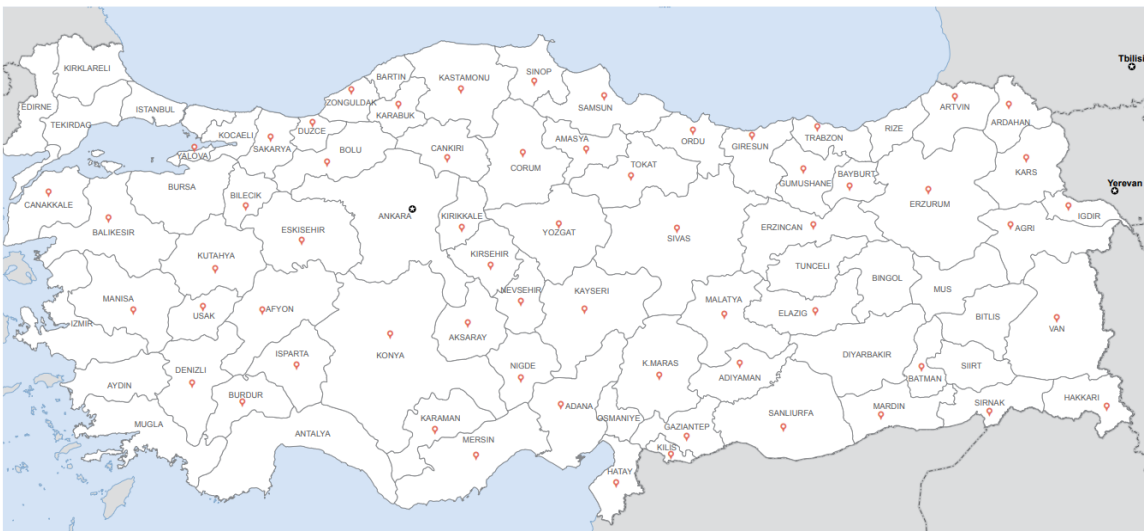 Tbilisi
KIRKLARELI
BARTIN
KASTAMONU
SINOP
ZONGULDAK
SAMSUN
ARTVIN
EDIRNE
ISTANBUL
KARABUK
ARDAHAN
TEKIRDAG
KOCAELI
DUZCE
AMASYA
ORDU
GIRESUN
TRABZON
RIZE
YALOVA
SAKARYA
BOLU
CANKIRI
CORUM
TOKAT
KARS
BURSA
GUMUSHANE
BAYBURT
Yerevan
CANAKKALE
BILECIK
ANKARA
KIRIKKALE
ERZURUM
IGDIR
BALIKESIR
ESKISEHIR
YOZGAT
SIVAS
ERZINCAN
AGRI
KUTAHYA
KIRSEHIR
TUNCELI
BINGOL
NEVSEHIR
KAYSERI
MUS
MANISA
MALATYA
USAK
AFYON
ELAZIG
BITLIS
IZMIR
KONYA
AKSARAY
VAN
ISPARTA
DIYARBAKIR
K.MARAS
DENIZLI
NIGDE
SIIRT
AYDIN
ADIYAMAN
BATMAN
BURDUR
HAKKARI
ADANA
SIRNAK
MUGLA
KARAMAN
OSMANIYE
SANLIURFA
MARDIN
GAZIANTEP
ANTALYA
MERSIN
KILIS
HATAY